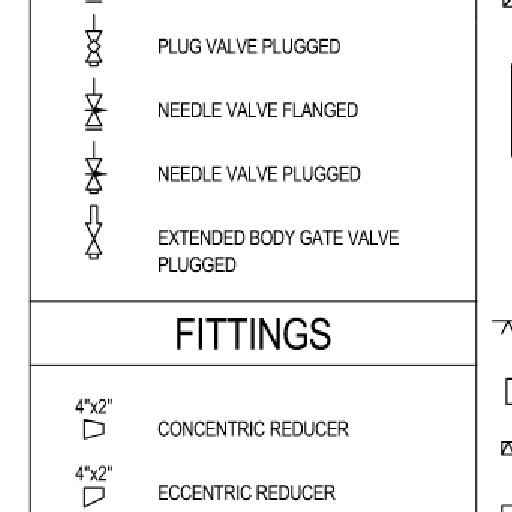 PLUG VALVE PLUGGED
NEEDLE VALVE FLANGED
NEEDLE VALVE PLUGGED
EXTENDED BODY GATE VALVE
PLUGGED
FITTINGS
4"x2"
CONCENTRIC REDUCER
4"x2"
ECCENTRIC REDUCER